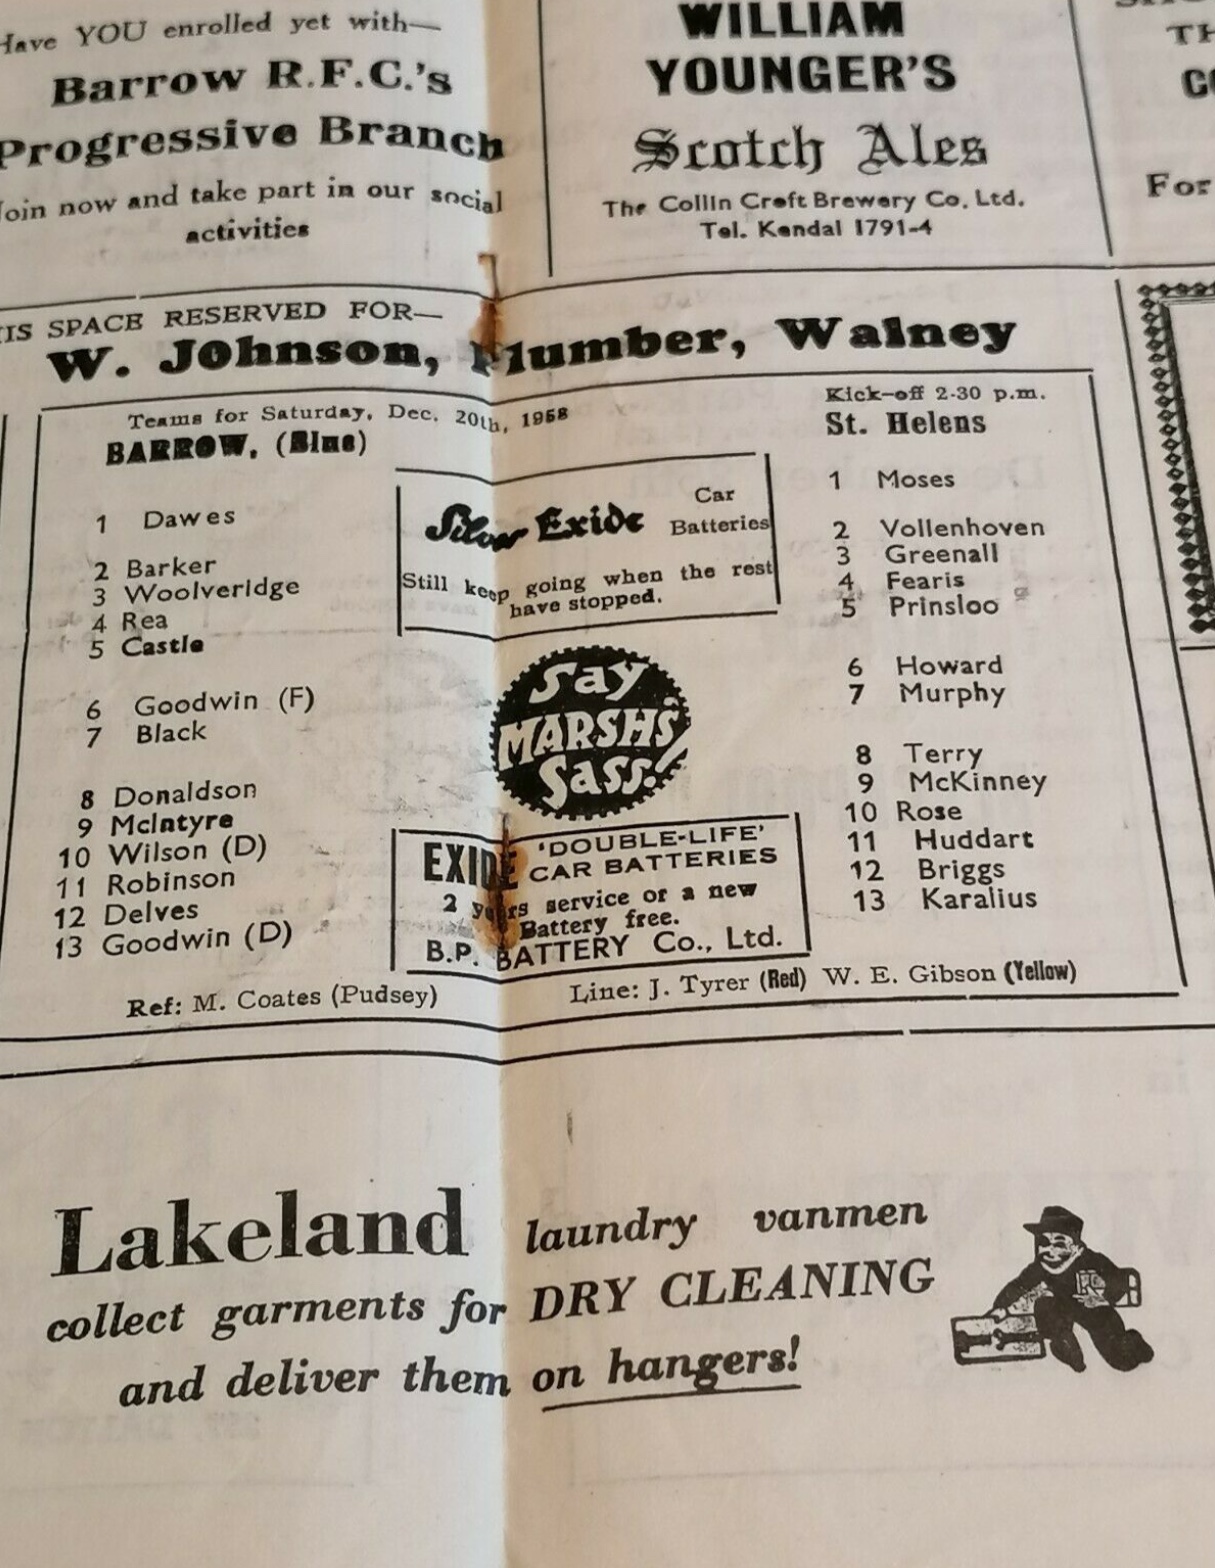 Have YOU enrolled yet with—
Barrow R.F.C.'s
Progressive Branch
Join now and take part in our social
activities
WILLIAM
YOUNGER'S
Scotch Ales
The Collin Croft Brewery Co. Ltd.
Tel. Kendal 1791-4
For
SPACE RESERVED FOR—
W. Johnson, Plumber, Walney
Teams for Saturday, Dec. 20th, 1958
Kick-off 2-30 p.m.
BARROW, (Blue)
St. Helens
1 Dawes
2 Barker
3 Woolveridge
4 Rea
5 Castle
6 Goodwin (F)
7 Black
8 Donaldson
9 McIntyre
10 Wilson (D)
11 Robinson
12 Delves
13 Goodwin (D)
Silver Exide Car
Batteries
Still keep going when the rest
have stopped.
Say
MARSH'S
Sass!
EXIDE 'DOUBLE-LIFE'
CAR BATTERIES
2 years service or a new
Battery free.
B.P. BATTERY Co., Ltd.
1 Moses
2 Vollenhoven
3 Greenall
4 Fearis
5 Prinsloo
6 Howard
7 Murphy
8 Terry
9 McKinney
10 Rose
11 Huddart
12 Briggs
13 Karalius
Ref: M. Coates (Pudsey)
Line: J. Tyrer (Red) W. E. Gibson (Yellow)
Lakeland laundry vanmen
collect garments for DRY CLEANING
and deliver them on hangers!